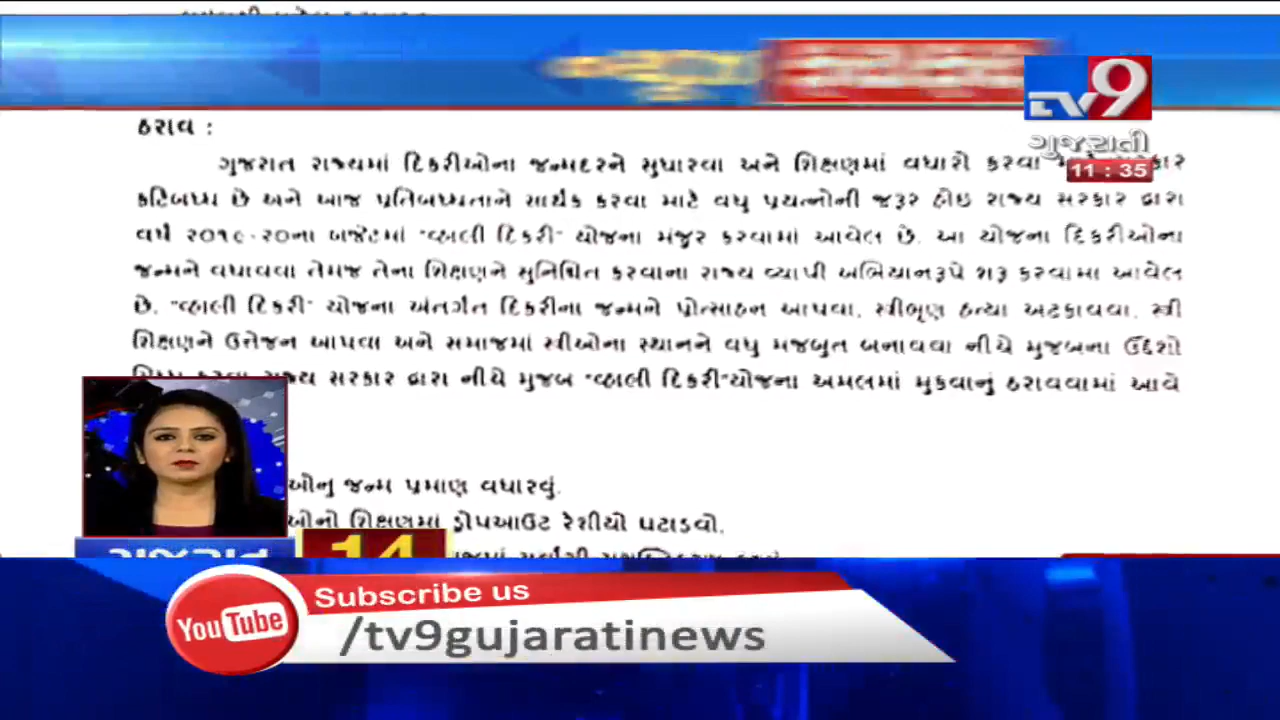 TV9
ગુજરાતી
11 : 35
ઠરાવ :
ગુજરાત રાજ્યમાં દિકરીઓના જન્મદરને સુધારવા અને શિક્ષણમાં વધારો કરવા
કટિબધ્ધ છે અને આજ પ્રતિબધ્ધતાને સાર્થક કરવા માટે વધુ પ્રયત્નોની જરૂર હોઇ રાજ્ય સરકાર દ્વારા
વર્ષ ૨૦૧૯-૨૦ના બજેટમાં "વ્હાલી દિકરી" યોજના મંજુર કરવામાં આવેલ છે. આ યોજના દિકરીઓના
જન્મને વધાવવા તેમજ તેના શિક્ષણને સુનિશ્ચિત કરવાના રાજ્ય વ્યાપી અભિયાનરૂપે શરૂ કરવામા આવેલ
છે. "વ્હાલી દિકરી" યોજના અંતર્ગત દિકરીના જન્મને પ્રોત્સાહન આપવા, સ્ત્રીભૃણ હત્યા અટકાવવા, સ્ત્રી
શિક્ષણને ઉત્તેજન આપવા અને સમાજમાં સ્ત્રીઓના સ્થાનને વધુ મજબુત બનાવવા નીચે મુજબના ઉદ્દેશો
સરકાર દ્વારા નીચે મુજબ "વ્હાલી દિકરી"યોજના અમલમાં મુકવાનું ઠરાવવામાં આવે
ઓનુ જન્મ પ્રમાણ વધારવું.
ઓનો શિક્ષણમાં ડ્રોપઆઉટ રેશીયો ઘટાડવો.
ગુજરાત 14
YouTube
Subscribe us
/tv9gujaratinews